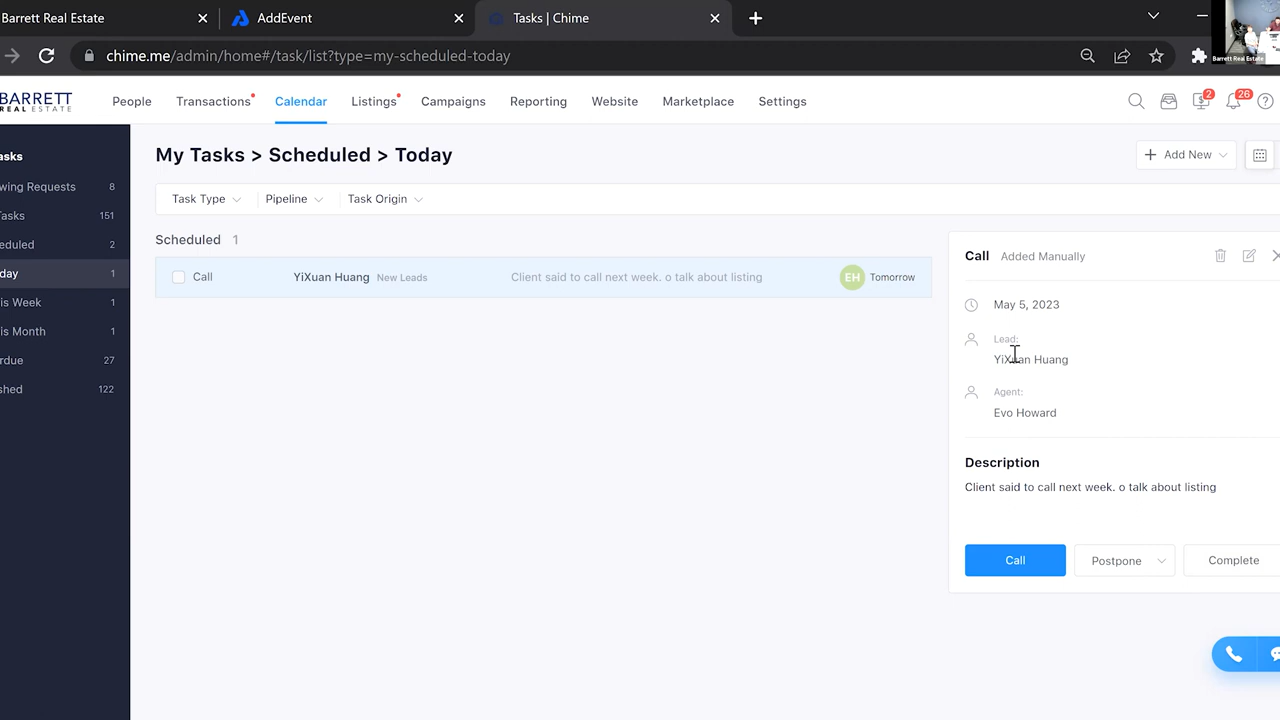 Barrett Real Estate
AddEvent
Tasks | Chime
Barrett Real Estate
chime.me/admin/home#/task/list?type=my-scheduled-today
BARRETT
REAL ESTATE
People
Transactions
Calendar
Listings
Campaigns
Reporting
Website
Marketplace
Settings
2
26
asks
wing Requests 8
Tasks 151
eduled 2
day 1
is Week 1
is Month 1
rdue 27
shed 122
My Tasks > Scheduled > Today
Add New
Task Type
Pipeline
Task Origin
Scheduled 1
Call YiXuan Huang New Leads Client said to call next week. o talk about listing EH Tomorrow
Call Added Manually
May 5, 2023
Lead:
YiXuan Huang
Agent:
Evo Howard
Description
Client said to call next week. o talk about listing
Call
Postpone
Complete